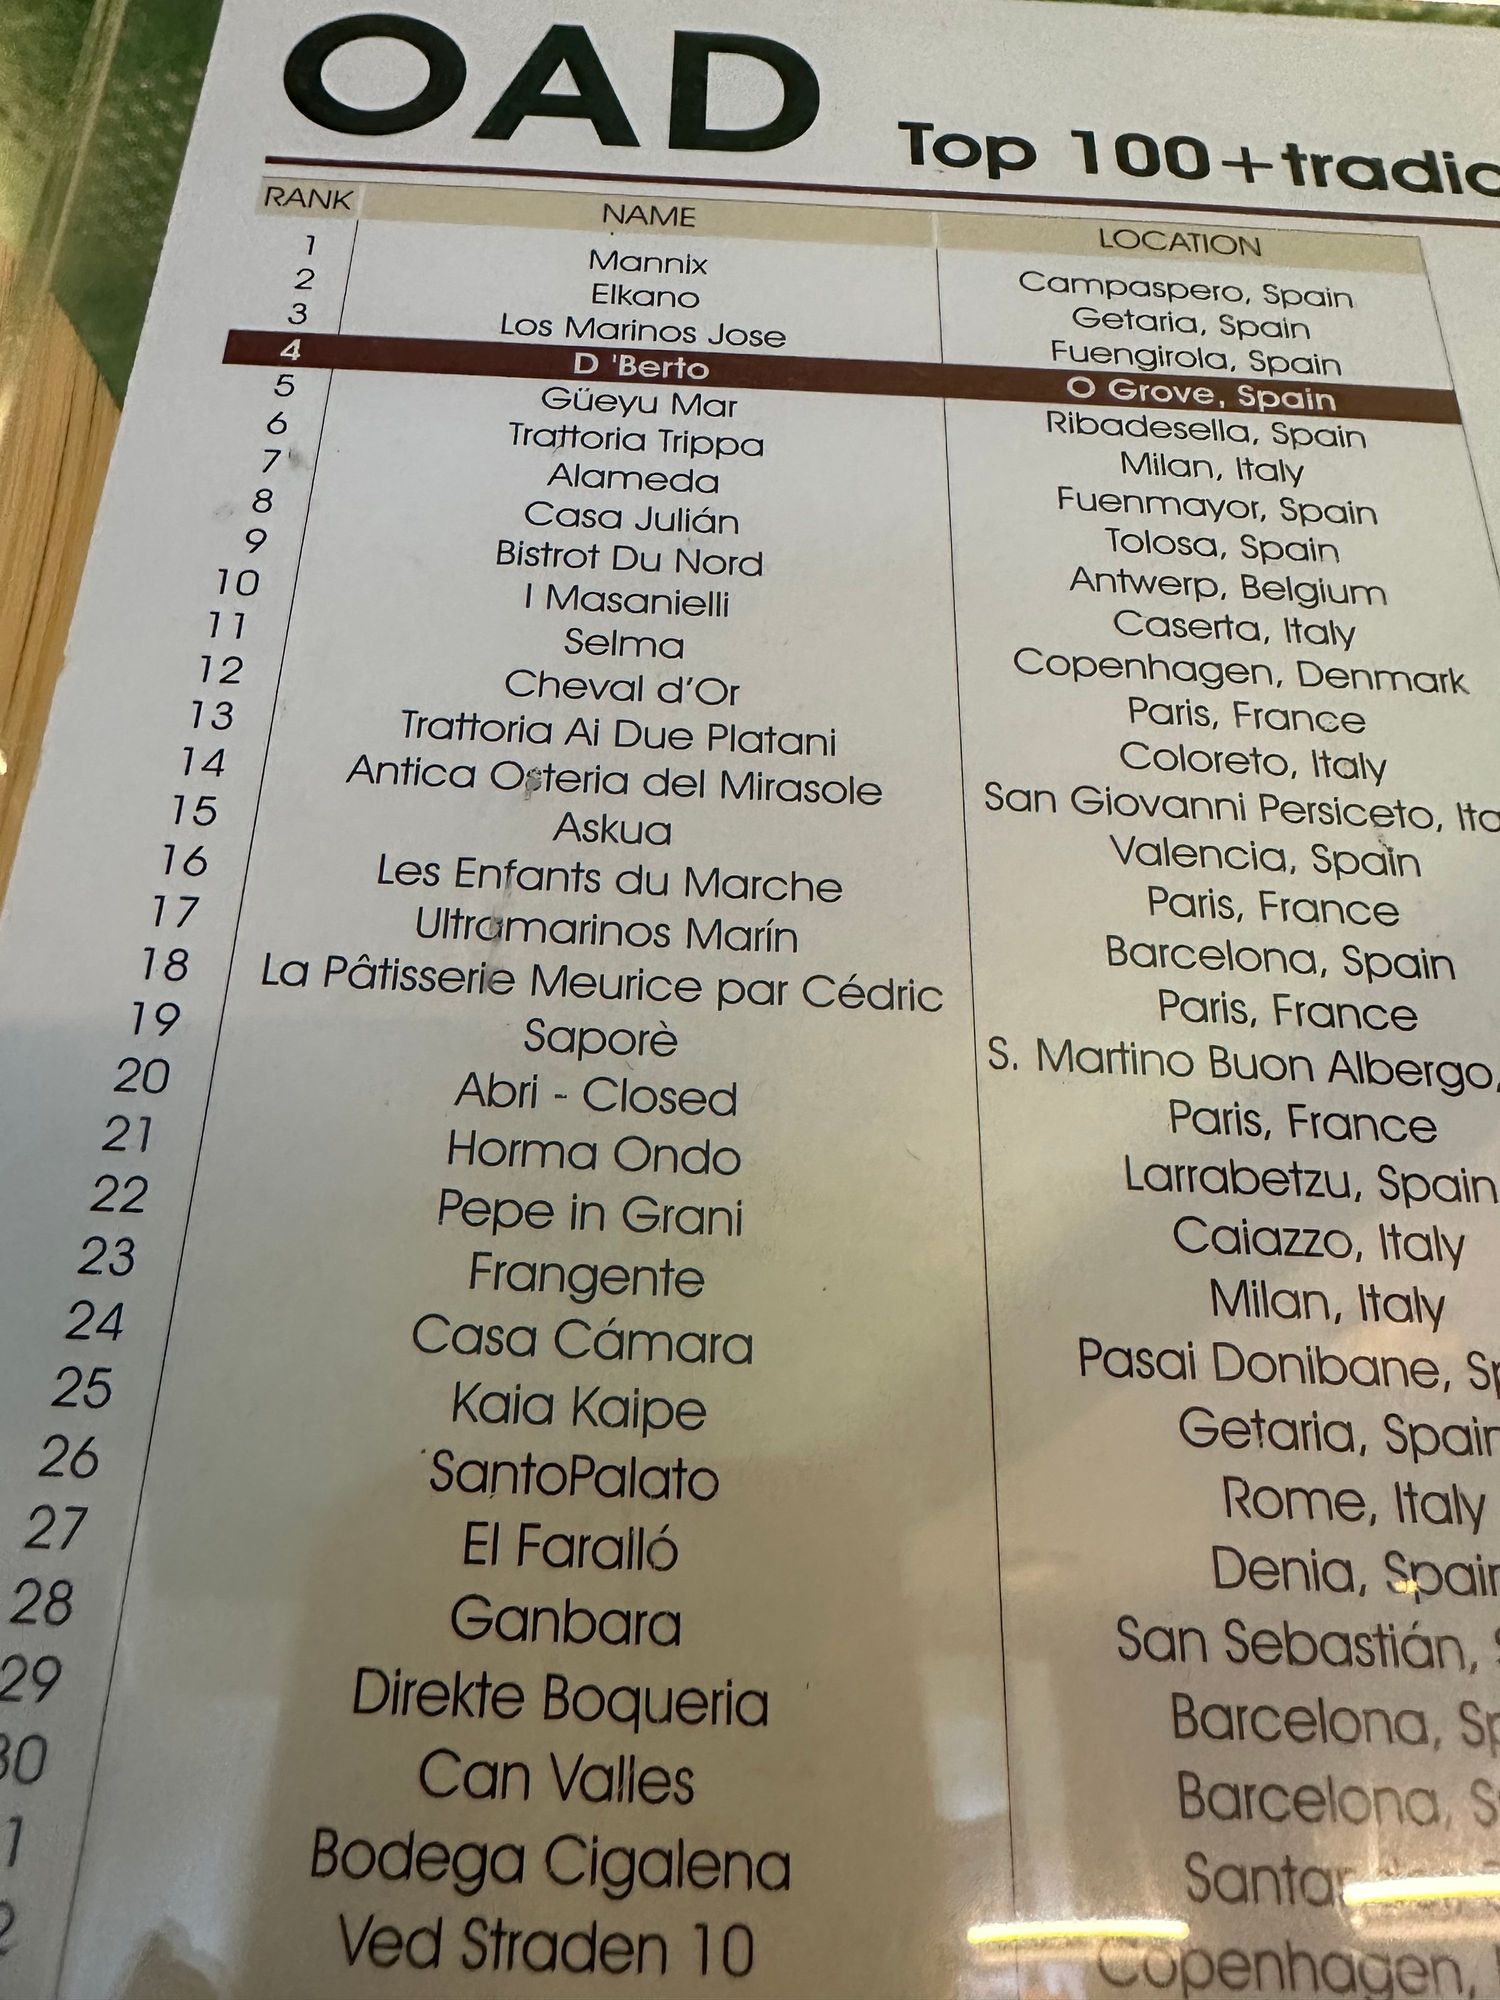 OAD Top 100+tradic
RANK NAME LOCATION
1 Mannix Campaspero, Spain
2 Elkano Getaria, Spain
3 Los Marinos Jose Fuengirola, Spain
4 D 'Berto O Grove, Spain
5 Güeyu Mar Ribadesella, Spain
6 Trattoria Trippa Milan, Italy
7 Alameda Fuenmayor, Spain
8 Casa Julián Tolosa, Spain
9 Bistrot Du Nord Antwerp, Belgium
10 I Masanielli Caserta, Italy
11 Selma Copenhagen, Denmark
12 Cheval d'Or Paris, France
13 Trattoria Ai Due Platani Coloreto, Italy
14 Antica Osteria del Mirasole San Giovanni Persiceto, Ita
15 Askua Valencia, Spain
16 Les Enfants du Marche Paris, France
17 Ultramarinos Marín Barcelona, Spain
18 La Pâtisserie Meurice par Cédric Paris, France
19 Saporè S. Martino Buon Albergo,
20 Abri - Closed Paris, France
21 Horma Ondo Larrabetzu, Spain
22 Pepe in Grani Caiazzo, Italy
23 Frangente Milan, Italy
24 Casa Cámara Pasai Donibane, Sp
25 Kaia Kaipe Getaria, Spain
26 SantoPalato Rome, Italy
27 El Faralló Denia, Spain
28 Ganbara San Sebastián, S
29 Direkte Boqueria Barcelona, Sp
30 Can Valles Barcelona, S
1 Bodega Cigalena
2 Ved Straden 10 Copenhagen,